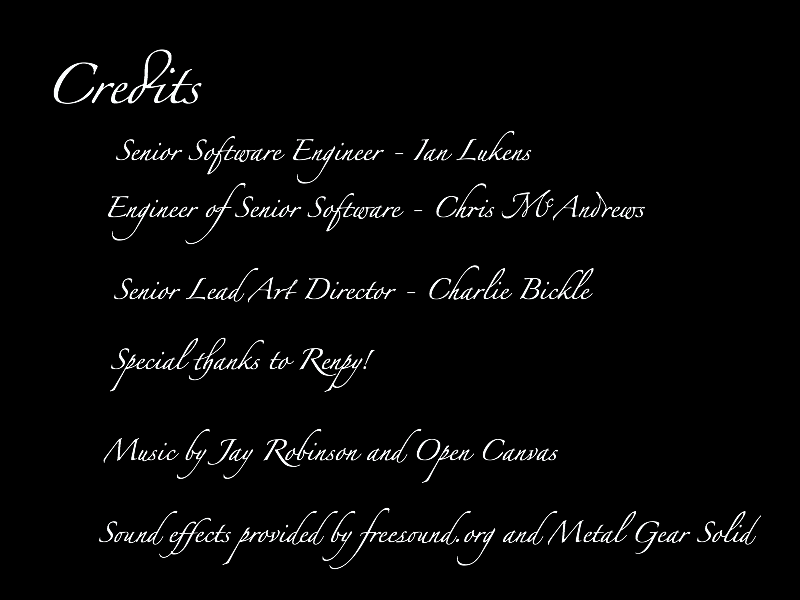 Credits
Senior Software Engineer - Ian Lukens
Engineer of Senior Software - Chris McAndrews
Senior Lead Art Director - Charlie Bickle
Special thanks to Renpy!
Music by Jay Robinson and Open Canvas
Sound effects provided by freesound.org and Metal Gear Solid